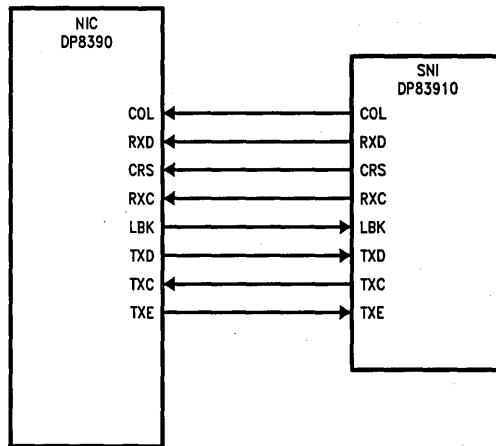 NIC
DP8390
SNI
DP83910
COL COL
RXD RXD
CRS CRS
RXC RXC
LBK LBK
TXD TXD
TXC TXC
TXE TXE